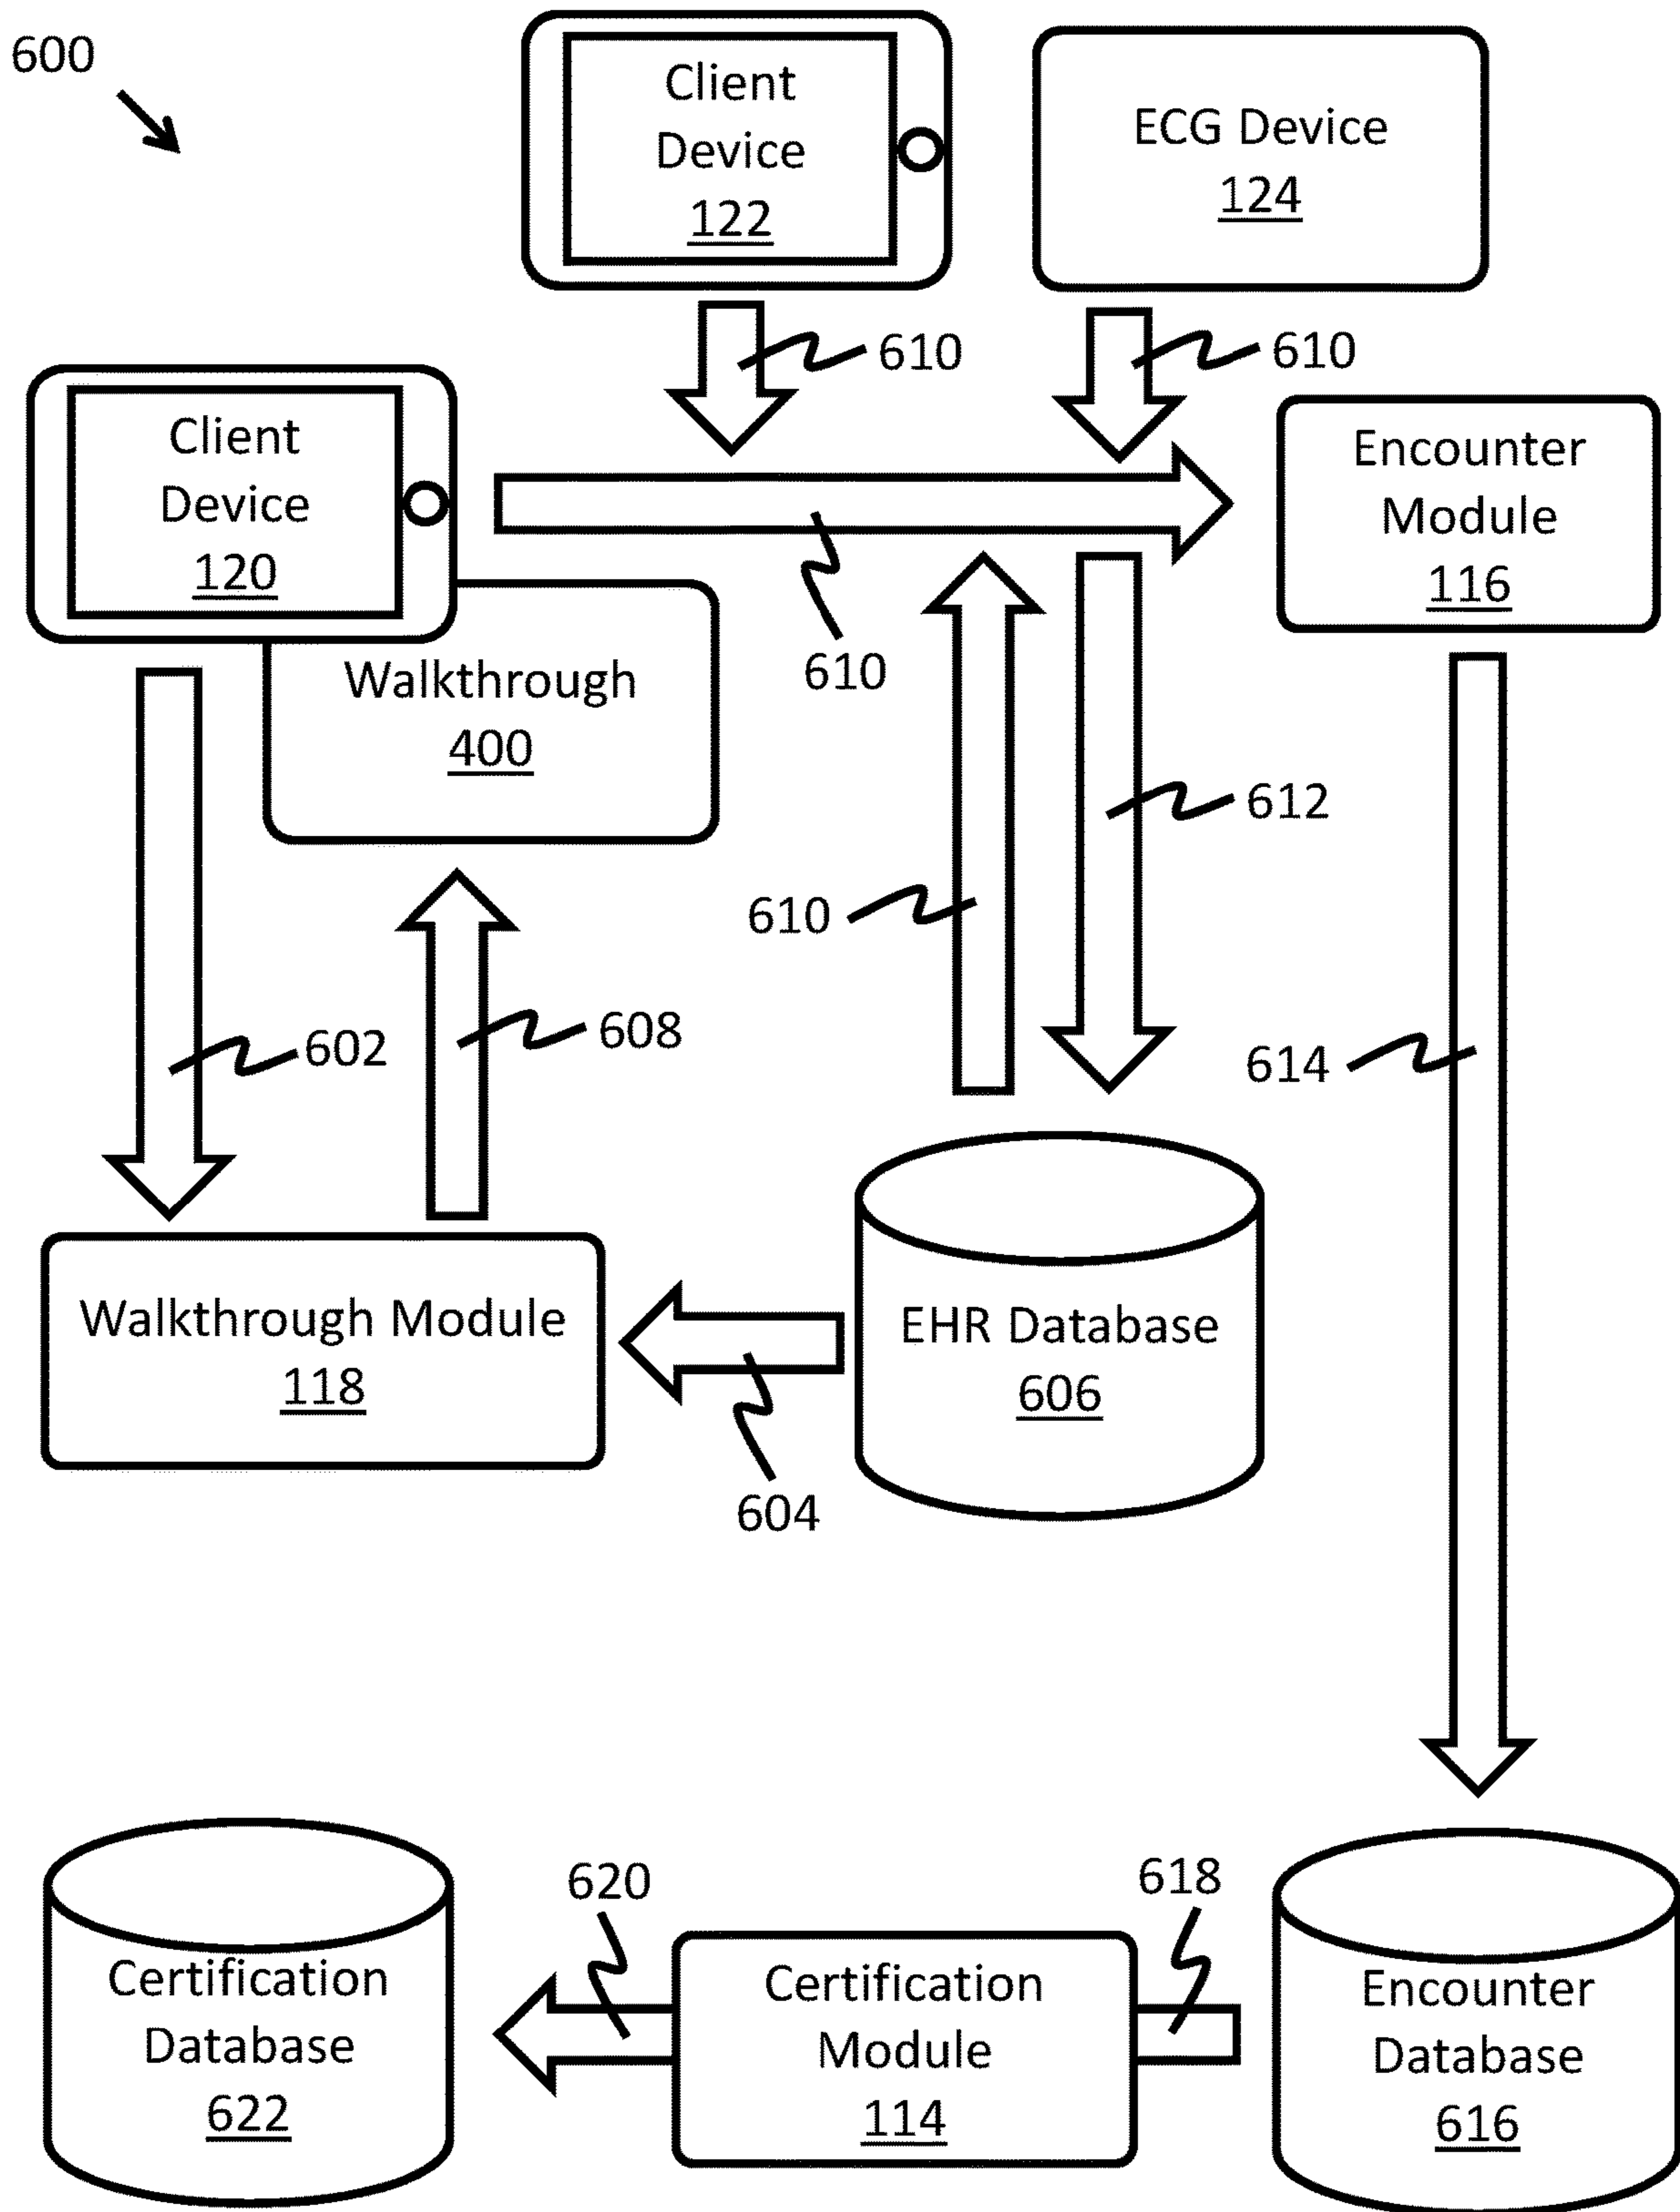 600
Client
Device
122
ECG Device
124
610
610
Client
Device
120
Encounter
Module
116
610
Walkthrough
400
612
610
602
608
614
Walkthrough Module
118
EHR Database
606
604
Certification
Database
622
620
Certification
Module
114
618
Encounter
Database
616